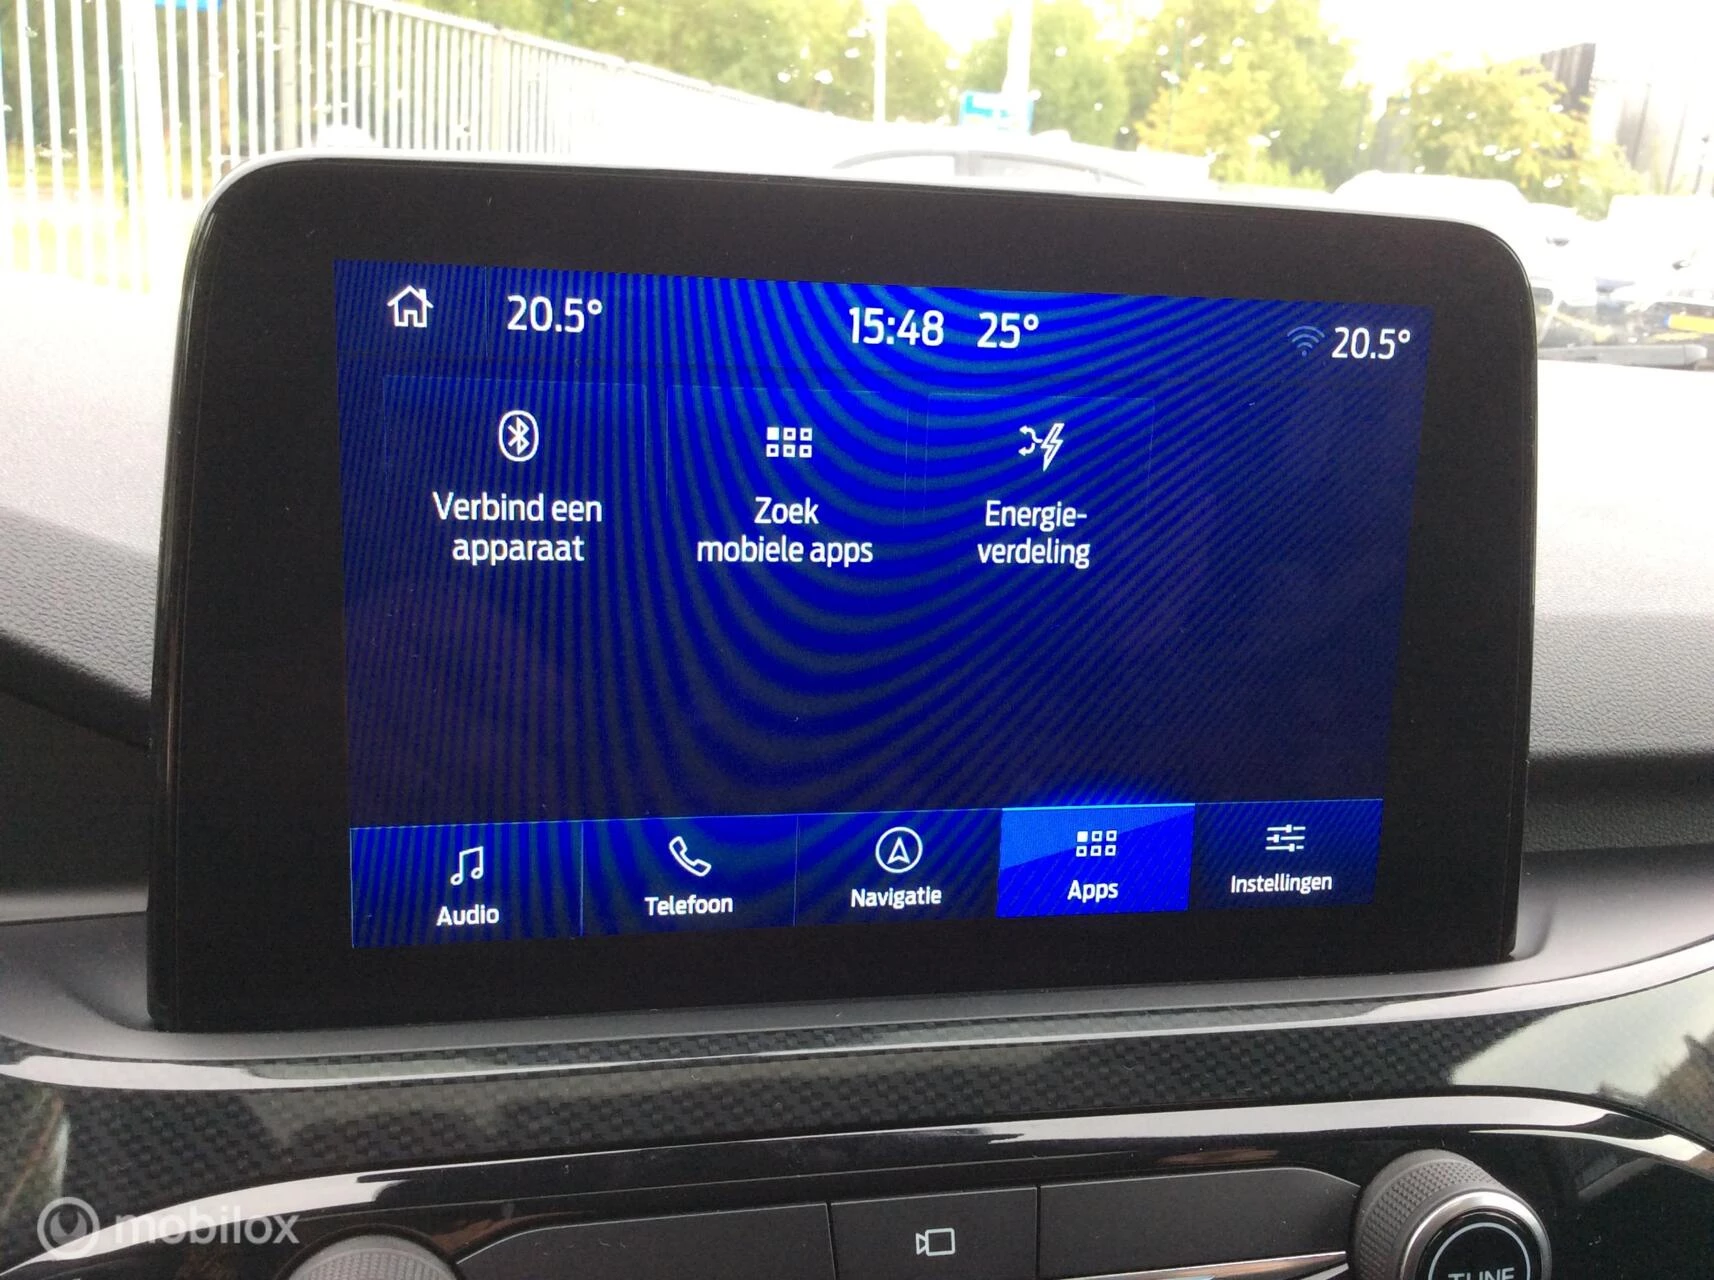 20.5°
15:48 25°
20.5°
Verbind een
apparaat
Zoek
mobiele apps
Energie-
verdeling
Audio
Telefoon
Navigatie
Apps
Instellingen
TUNE
mobilox